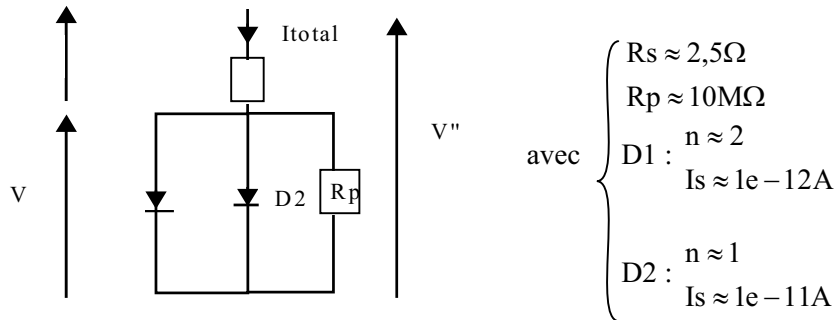 Itotal
V
V"
D2
Rp
avec
Rs ≈ 2,5Ω
Rp ≈ 10MΩ
D1 : n ≈ 2
Is ≈ 1e − 12A
D2 : n ≈ 1
Is ≈ 1e − 11A